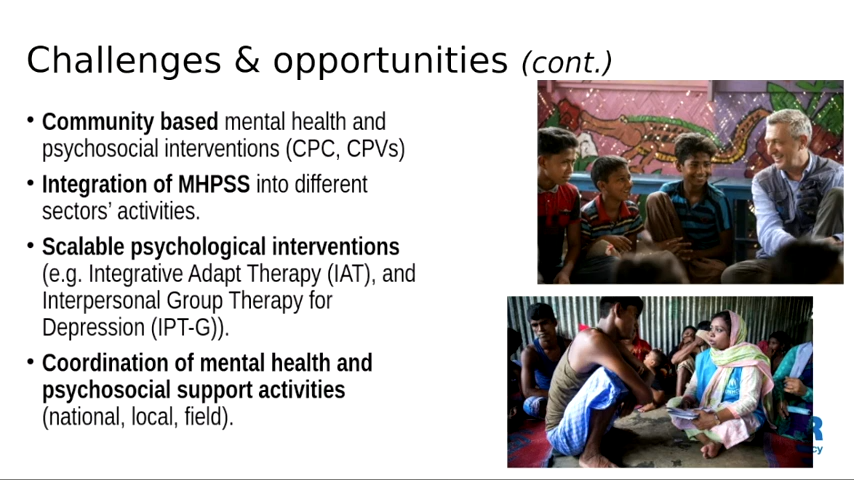 Challenges & opportunities (cont.)
• Community based mental health and
psychosocial interventions (CPC, CPVs)
• Integration of MHPSS into different
sectors’ activities.
• Scalable psychological interventions
(e.g. Integrative Adapt Therapy (IAT), and
Interpersonal Group Therapy for
Depression (IPT-G)).
• Coordination of mental health and
psychosocial support activities
(national, local, field).